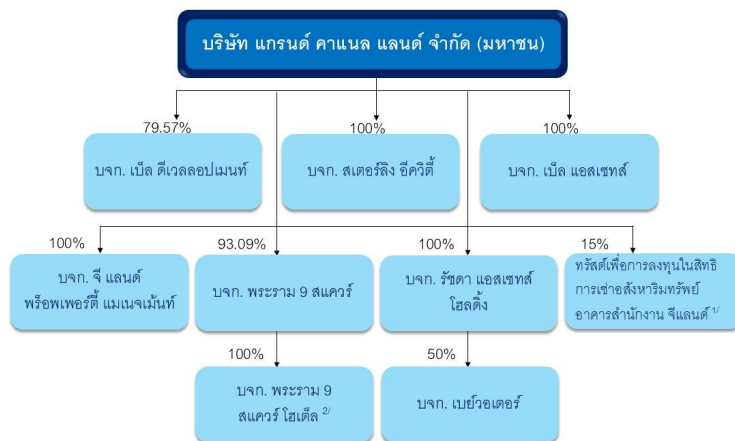 บริษัท แกรนด์ คาแนล แลนด์ จำกัด (มหาชน)
79.57%
100%
100%
บจก. เบ็ล ดีเวลลอปเมนท์
บจก. สเตอร์ลิง อีควิตี้
บจก. เบ็ล แอสเซทส์
100%
93.09%
100%
15%
บจก. จี แลนด์
พร็อพเพอร์ตี้ แมเนจเม้นท์
บจก. พระราม 9 สแควร์
บจก. รัชดา แอสเซทส์
โฮลดิ้ง
ทรัสต์เพื่อการลงทุนในสิทธิ
การเช่าอสังหาริมทรัพย์
อาคารสำนักงาน จีแลนด์ 1/
100%
50%
บจก. พระราม 9
สแควร์ โฮเต็ล 2/
บจก. เบย์วอเตอร์